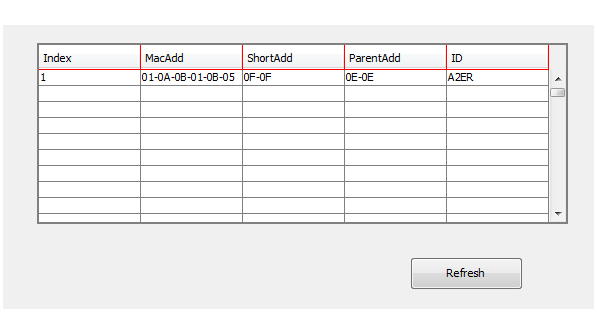 Index MacAdd ShortAdd ParentAdd ID
1 01-0A-0B-01-0B-05 0F-0F 0E-0E A2ER
Refresh